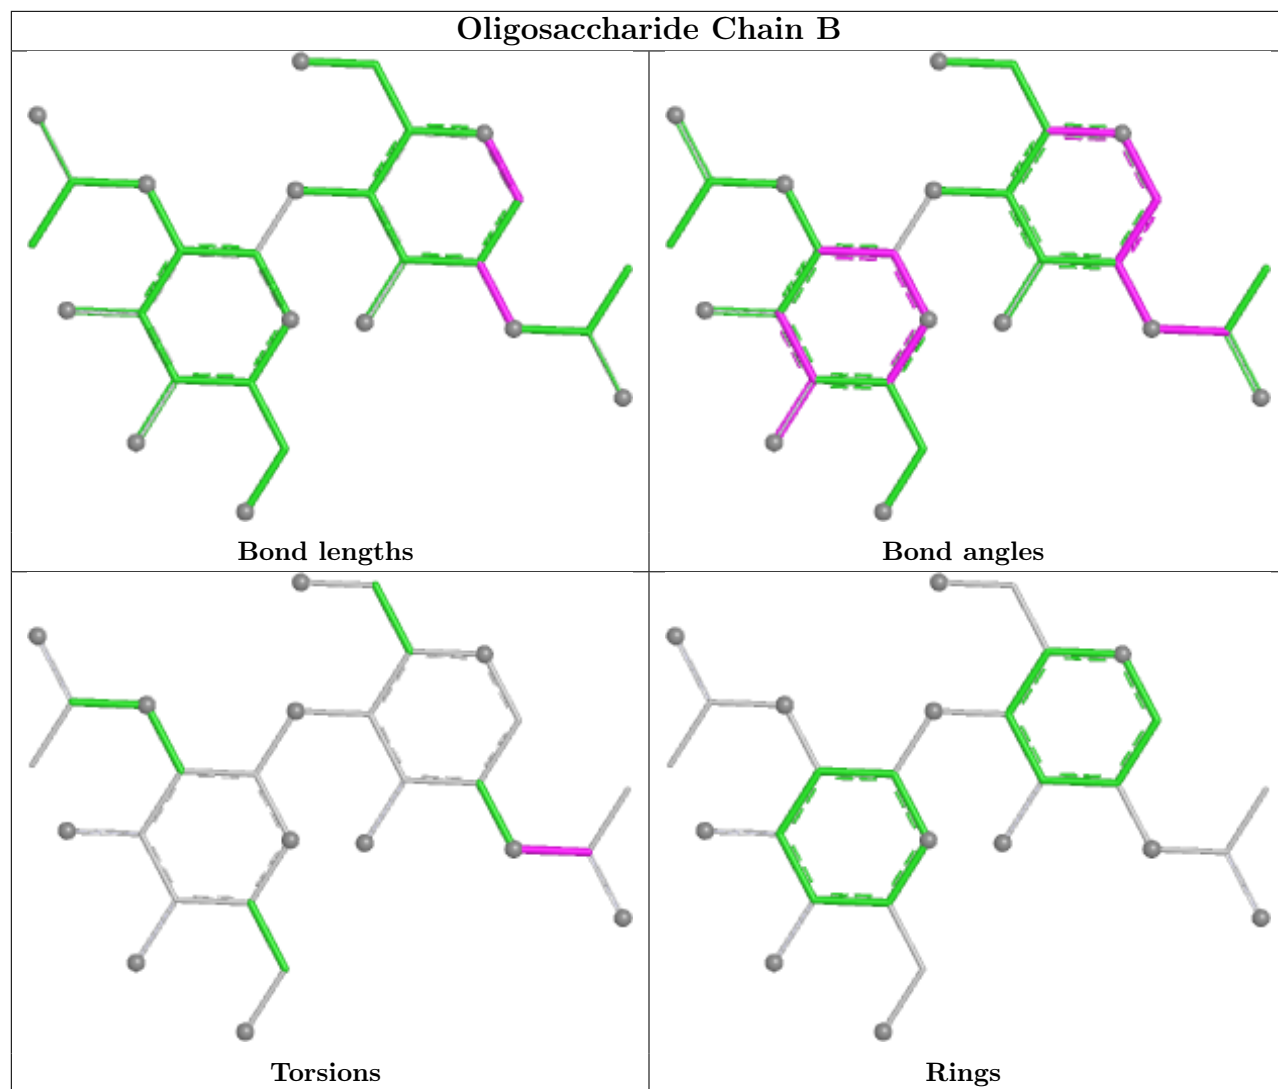 Oligosaccharide Chain B
Bond lengths
Bond angles
Torsions
Rings